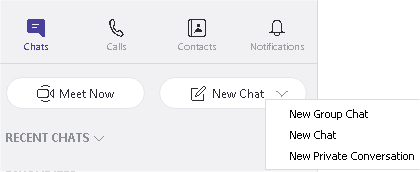 Chats Calls Contacts Notifications
Meet Now New Chat
New Group Chat
RECENT CHATS New Chat
New Private Conversation